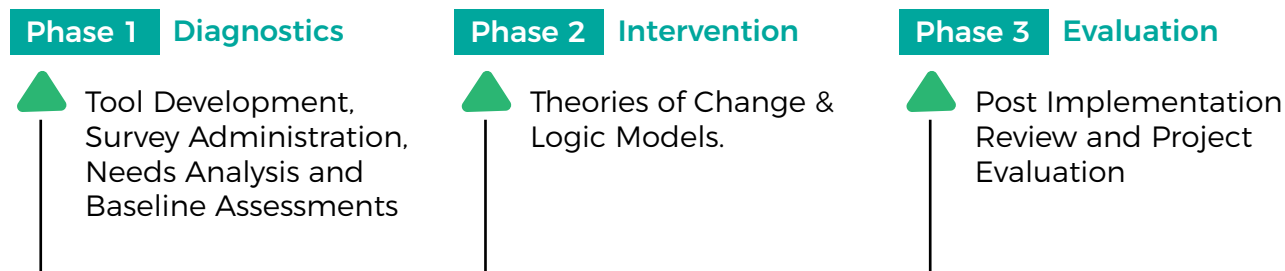 Phase 1 Diagnostics
Tool Development,
Survey Administration,
Needs Analysis and
Baseline Assessments
Phase 2 Intervention
Theories of Change &
Logic Models.
Phase 3 Evaluation
Post Implementation
Review and Project
Evaluation